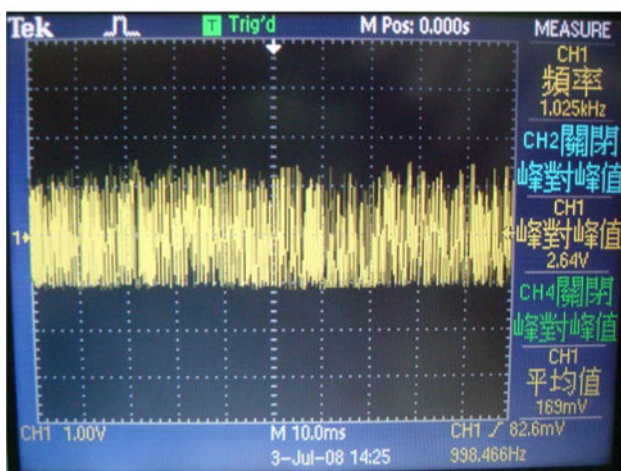 Tek T Trig'd M Pos: 0.000s MEASURE
CH1
頻率
1.025kHz
CH2關閉
峰對峰值
CH1
峰對峰值
2.64V
CH4關閉
峰對峰值
CH1
平均值
169mV
1
CH1 1.00V M 10.0ms CH1 82.6mV
3-Jul-08 14:25 998.466Hz